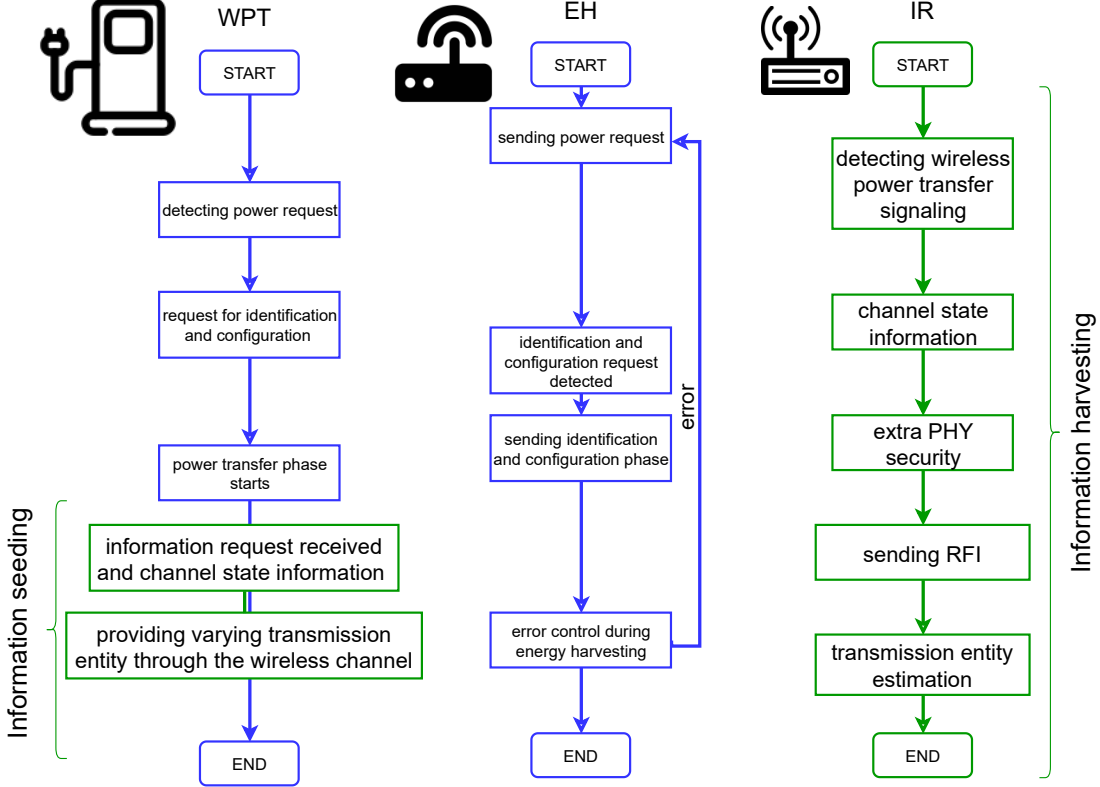 WPT
START
detecting power request
request for identification
and configuration
power transfer phase
starts
Information seeding
information request received
and channel state information
providing varying transmission
entity through the wireless channel
END
EH
START
sending power request
identification and
configuration request
detected
sending identification
and configuration phase
error
error control during
energy harvesting
END
IR
START
detecting wireless
power transfer
signaling
channel state
information
extra PHY
security
sending RFI
transmission entity
estimation
END
Information harvesting